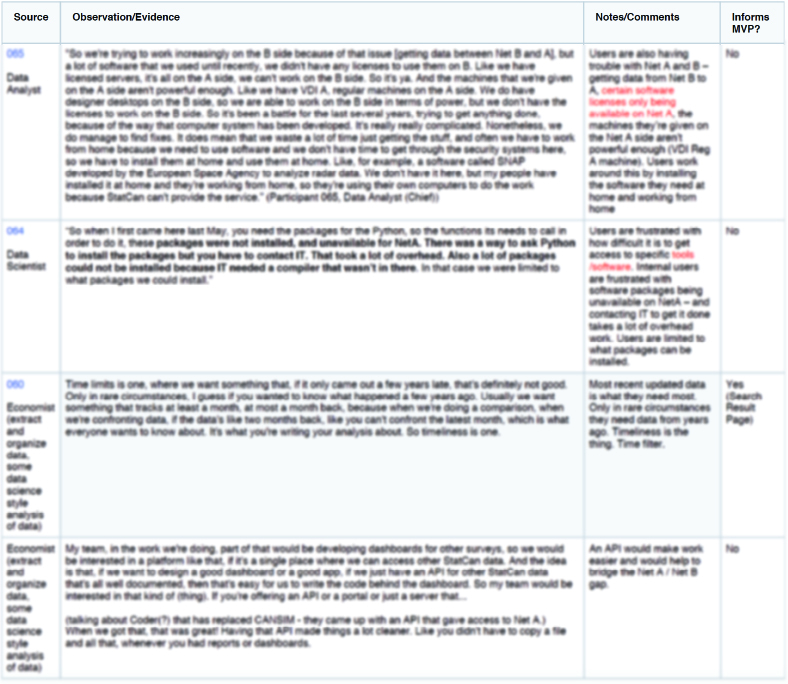 Source
Observation/Evidence
Notes/Comments
Informs
MVP?
065
Data
Analyst
"So we're trying to work increasingly on the B side because of that issue [getting data between Net B and A], but
a lot of software that we used until recently, we didn't have any licenses to use them on B. Like we have
licensed servers, it's all on the A side, we can't work on the B side. So it's ya. And the machines that we're given
on the A side aren't powerful enough. Like we have VDI A, regular machines on the A side. We do have
designer desktops on the B side, so we are able to work on the B side in terms of power, but we don't have the
licenses to work on the B side. So it's been a battle for the last several years, trying to get anything done,
because of the way that computer system has been developed. It's really really complicated. Nonetheless, we
do manage to find fixes. It does mean that we waste a lot of time just getting the stuff, and often we have to work
from home because we need to use software and we don't have time to get through the security systems here,
so we have to install them at home and use them at home. Like, for example, a software called SNAP
developed by the European Space Agency to analyze radar data. We don't have it here, but my people have
installed it at home and they're working from home, so they're using their own computers to do the work
because StatCan can't provide the service." (Participant 065, Data Analyst (Chief))
Users are also having
trouble with Net A and B –
getting data from Net B to
A, certain software
licenses only being
available on Net A, the
machines they're given on
the Net A side aren't
powerful enough (VDI Reg
A machine). Users work
around this by installing
the software they need at
home and working from
home
No
064
Data
Scientist
"So when I first came here last May, you need the packages for the Python, so the functions its needs to call in
order to do it, these packages were not installed, and unavailable for NetA. There was a way to ask Python
to install the packages but you have to contact IT. That took a lot of overhead. Also a lot of packages
could not be installed because IT needed a compiler that wasn't in there. In that case we were limited to
what packages we could install."
Users are frustrated with
how difficult it is to get
access to specific tools
/software. Internal users
are frustrated with
software packages being
unavailable on NetA – and
contacting IT to get it done
takes a lot of overhead
work. Users are limited to
what packages can be
installed.
No
060
Economist
(extract
and
organize
data,
some
data
science
style
analysis
of data)
Time limits is one, where we want something that, if it only came out a few years late, that's definitely not good.
Only in rare circumstances, I guess if you wanted to know what happened a few years ago. Usually we want
something that tracks at least a month, at most a month back, because when we're doing a comparison, when
we're confronting data, if the data's like two months back, like you can't confront the latest month, which is what
everyone wants to know about. It's what you're writing your analysis about. So timeliness is one.
Most recent updated data
is what they need most.
Only in rare circumstances
they need data from years
ago. Timeliness is the
thing. Time filter.
Yes
(Search
Result
Page)
Economist
(extract
and
organize
data,
some
data
science
style
analysis
of data)
My team, in the work we're doing, part of that would be developing dashboards for other surveys, so we would
be interested in a platform like that, if it's a single place where we can access other StatCan data. And the idea
is that, if we want to design a good dashboard or a good app, if we just have an API for other StatCan data
that's all well documented, then that's easy for us to write the code behind the dashboard. So my team would be
interested in that kind of (thing). If you're offering an API or a portal or just a server that...
(talking about Coder(?) that has replaced CANSIM - they came up with an API that gave access to Net A.)
When we got that, that was great! Having that API made things a lot cleaner. Like you didn't have to copy a file
and all that, whenever you had reports or dashboards.
An API would make work
easier and would help to
bridge the Net A / Net B
gap.
No